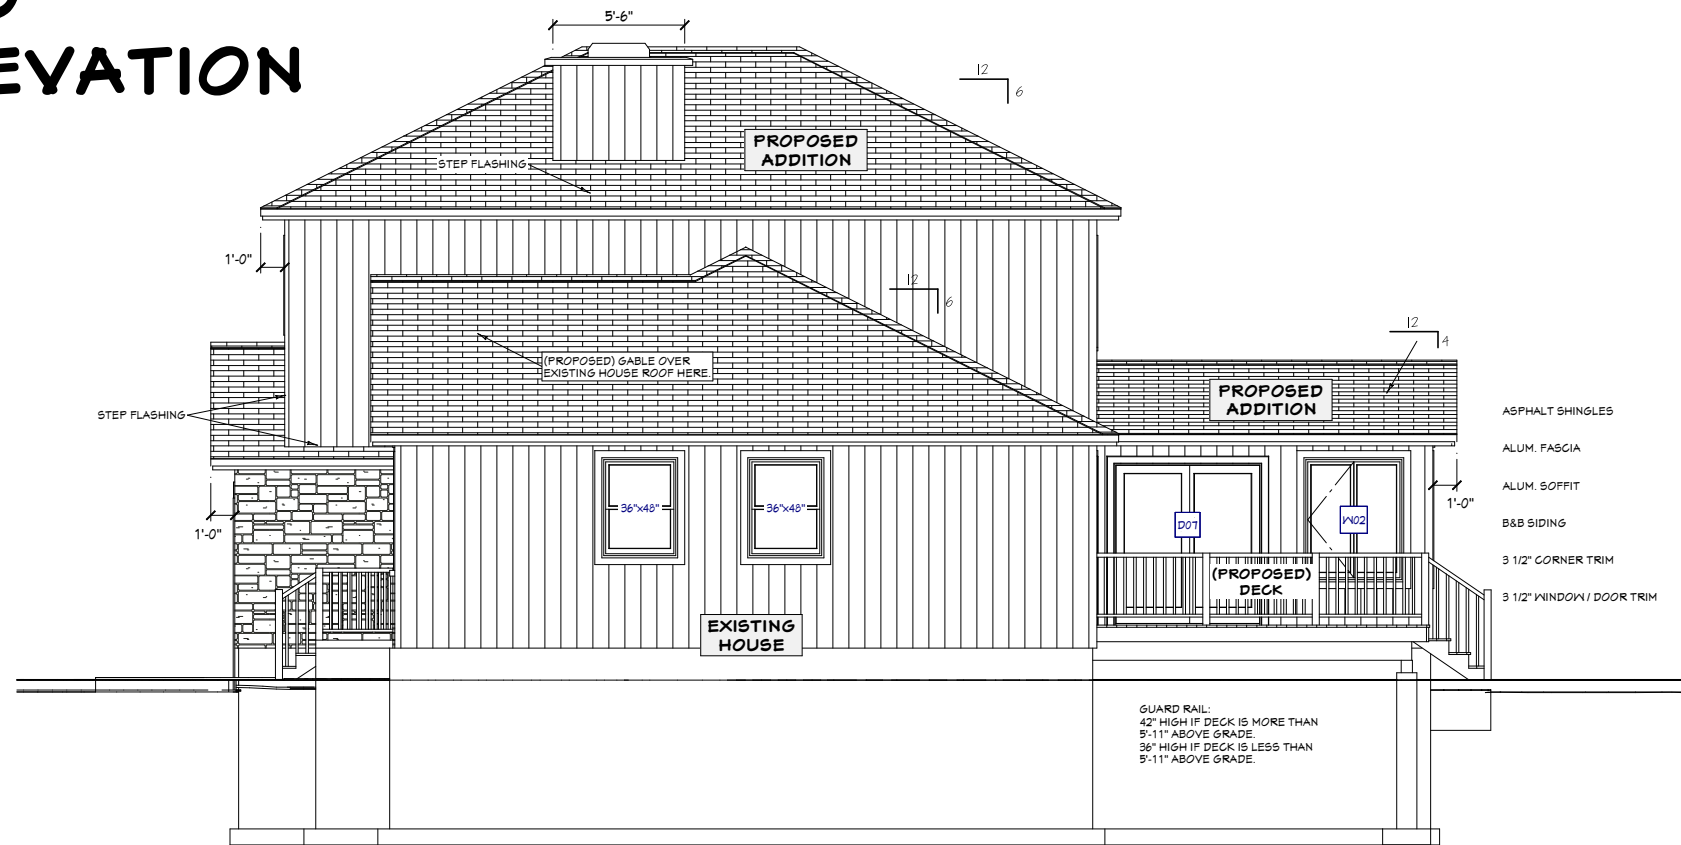 EVATION
5'-6"
12
6
PROPOSED
ADDITION
STEP FLASHING
1'-0"
12
6
(PROPOSED) GABLE OVER
EXISTING HOUSE ROOF HERE.
12
4
PROPOSED
ADDITION
STEP FLASHING
ASPHALT SHINGLES
ALUM. FASCIA
ALUM. SOFFIT
B&B SIDING
3 1/2" CORNER TRIM
3 1/2" WINDOW / DOOR TRIM
1'-0"
1'-0"
36"x48"
36"x48"
D07
W02
(PROPOSED)
DECK
EXISTING
HOUSE
GUARD RAIL:
42" HIGH IF DECK IS MORE THAN
5'-11" ABOVE GRADE.
36" HIGH IF DECK IS LESS THAN
5'-11" ABOVE GRADE.